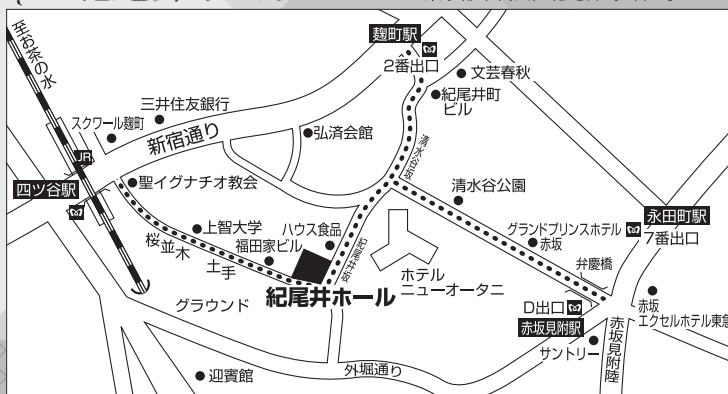 至お茶の水
麹町駅
2番出口
文芸春秋
紀尾井町
ビル
三井住友銀行
スクワール麹町
新宿通り
弘済会館
清水谷坂
JR
四ツ谷駅
聖イグナチオ教会
清水谷公園
上智大学
ハウス食品
福田家ビル
桜並木
土手
紀尾井坂
グランドプリンスホテル
赤坂
永田町駅
7番出口
弁慶橋
ホテル
ニューオータニ
グラウンド
紀尾井ホール
D出口
赤坂見附駅
赤坂
エクセルホテル東急
サントリー
赤坂見附陸
外堀通り
迎賓館